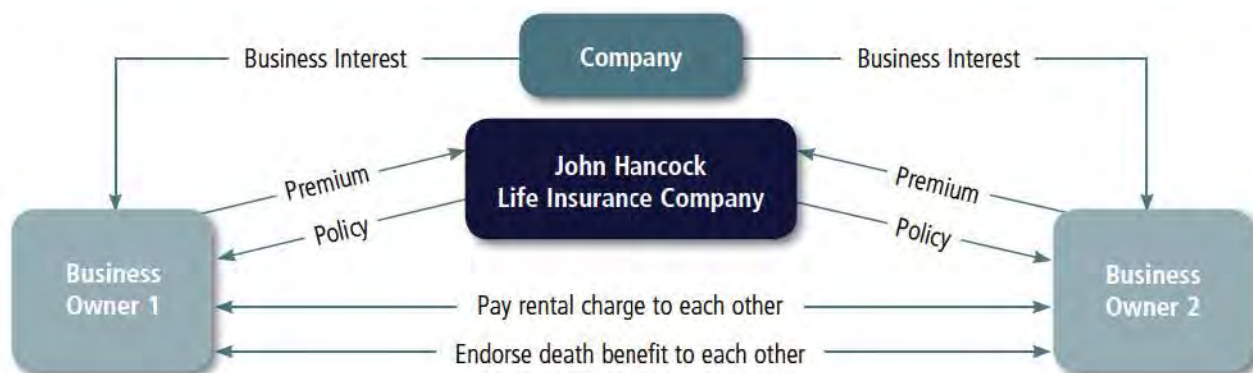 Business Interest
Company
Business Interest
John Hancock
Life Insurance Company
Premium
Policy
Premium
Policy
Business
Owner 1
Business
Owner 2
Pay rental charge to each other
Endorse death benefit to each other